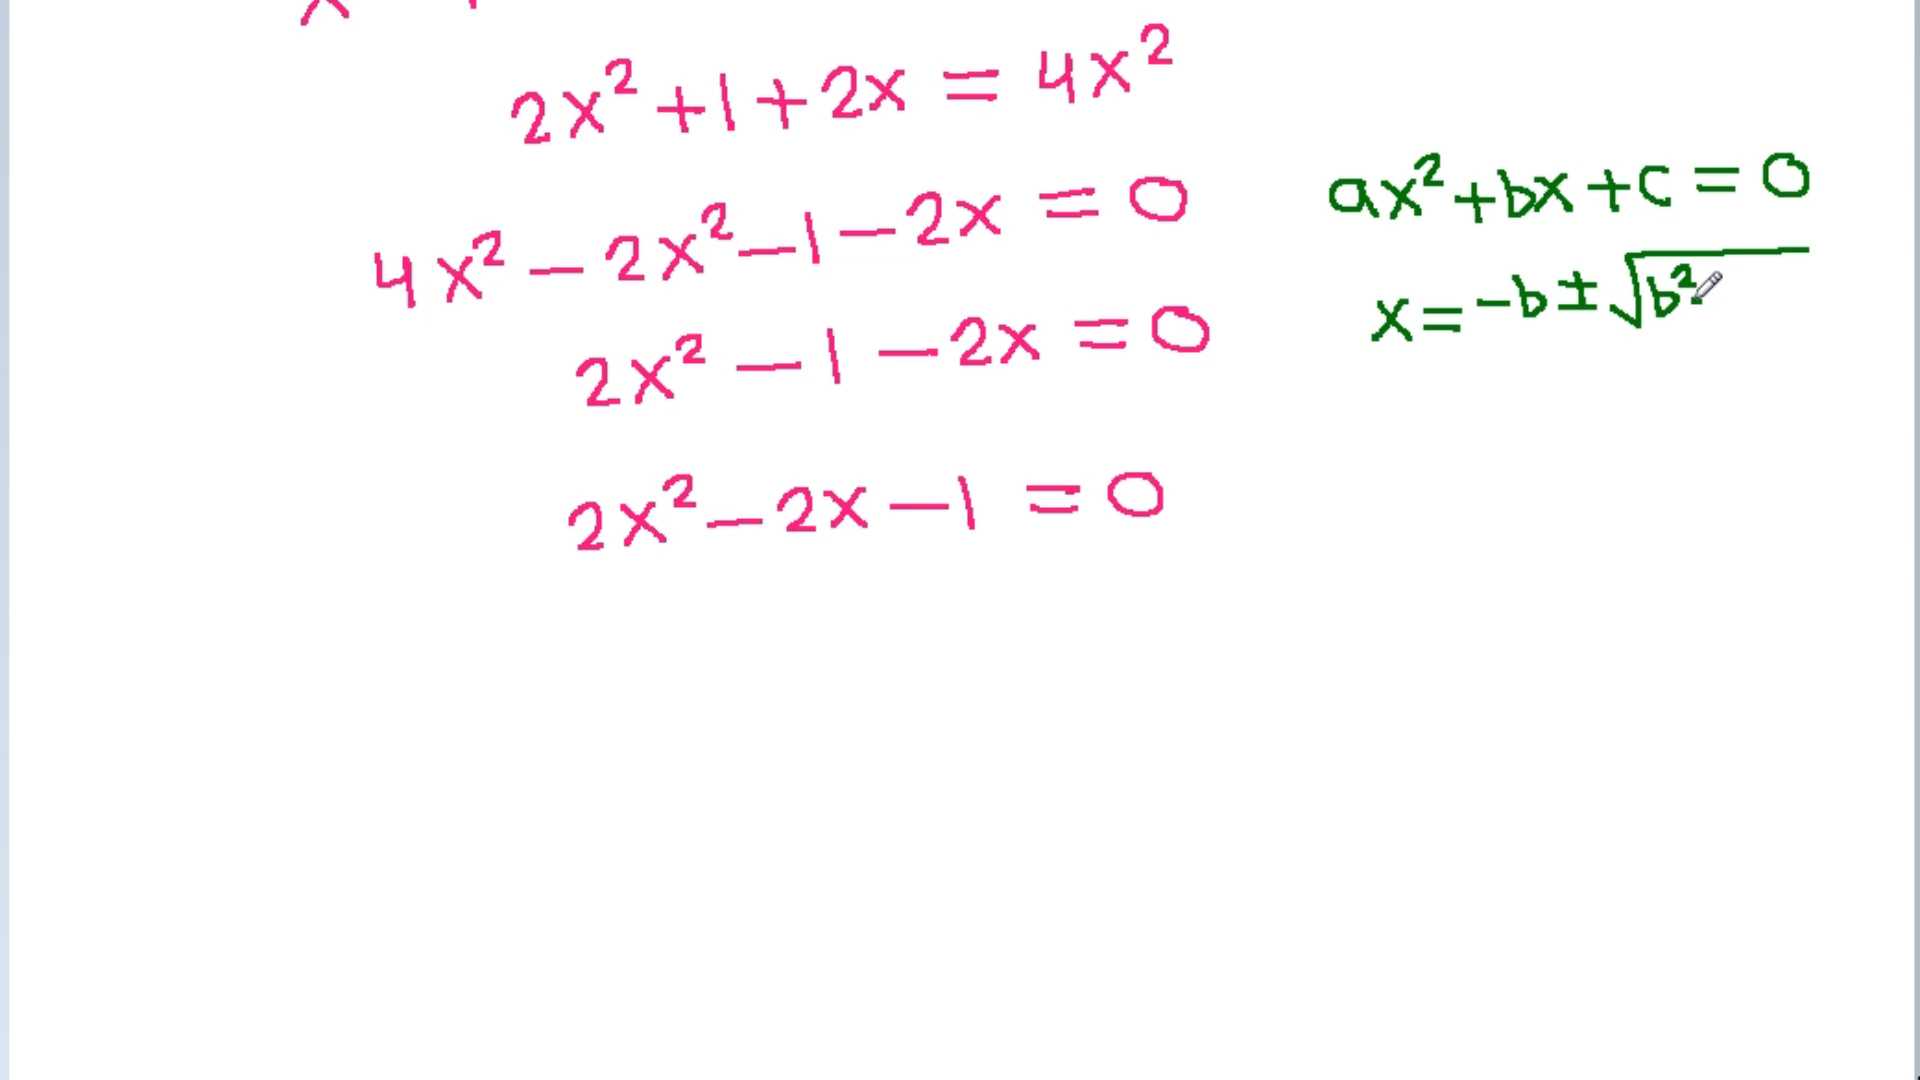 2x² + 1 + 2x = 4x²
4x² − 2x² − 1 − 2x = 0
2x² − 1 − 2x = 0
2x² − 2x − 1 = 0
ax² + bx + c = 0
x = −b ± √b²